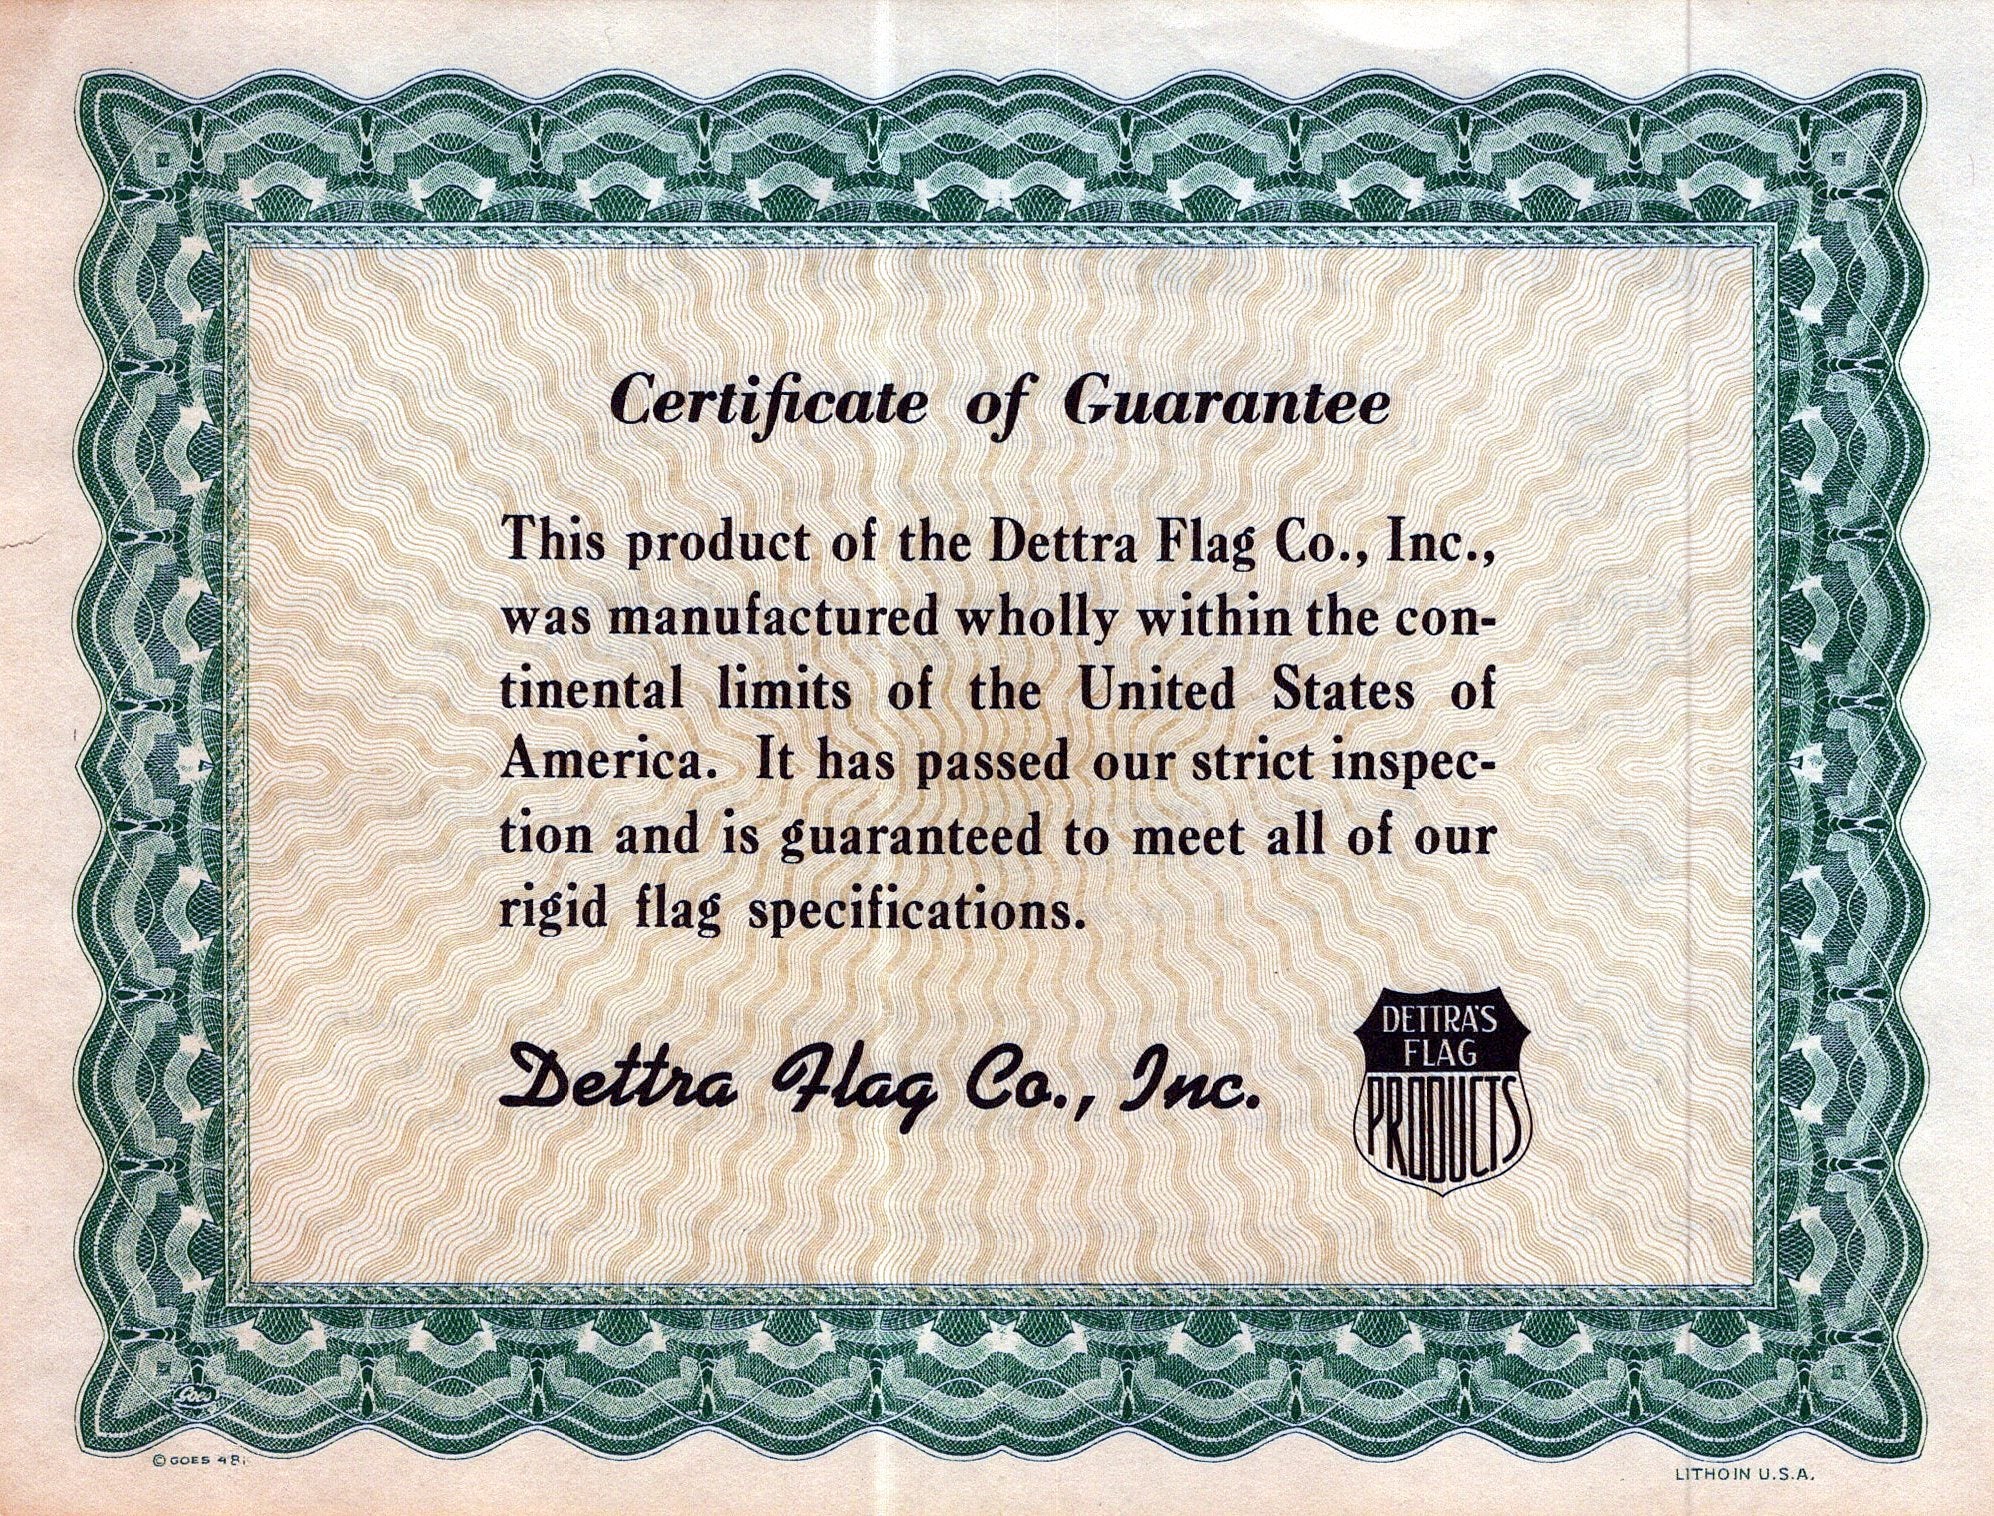 Certificate of Guarantee
This product of the Dettra Flag Co., Inc.,
was manufactured wholly within the con-
tinental limits of the United States of
America. It has passed our strict inspec-
tion and is guaranteed to meet all of our
rigid flag specifications.
Dettra Flag Co., Inc.
DETTRA'S
FLAG
PRODUCTS
Goes
© GOES 481
LITHO IN U.S.A.